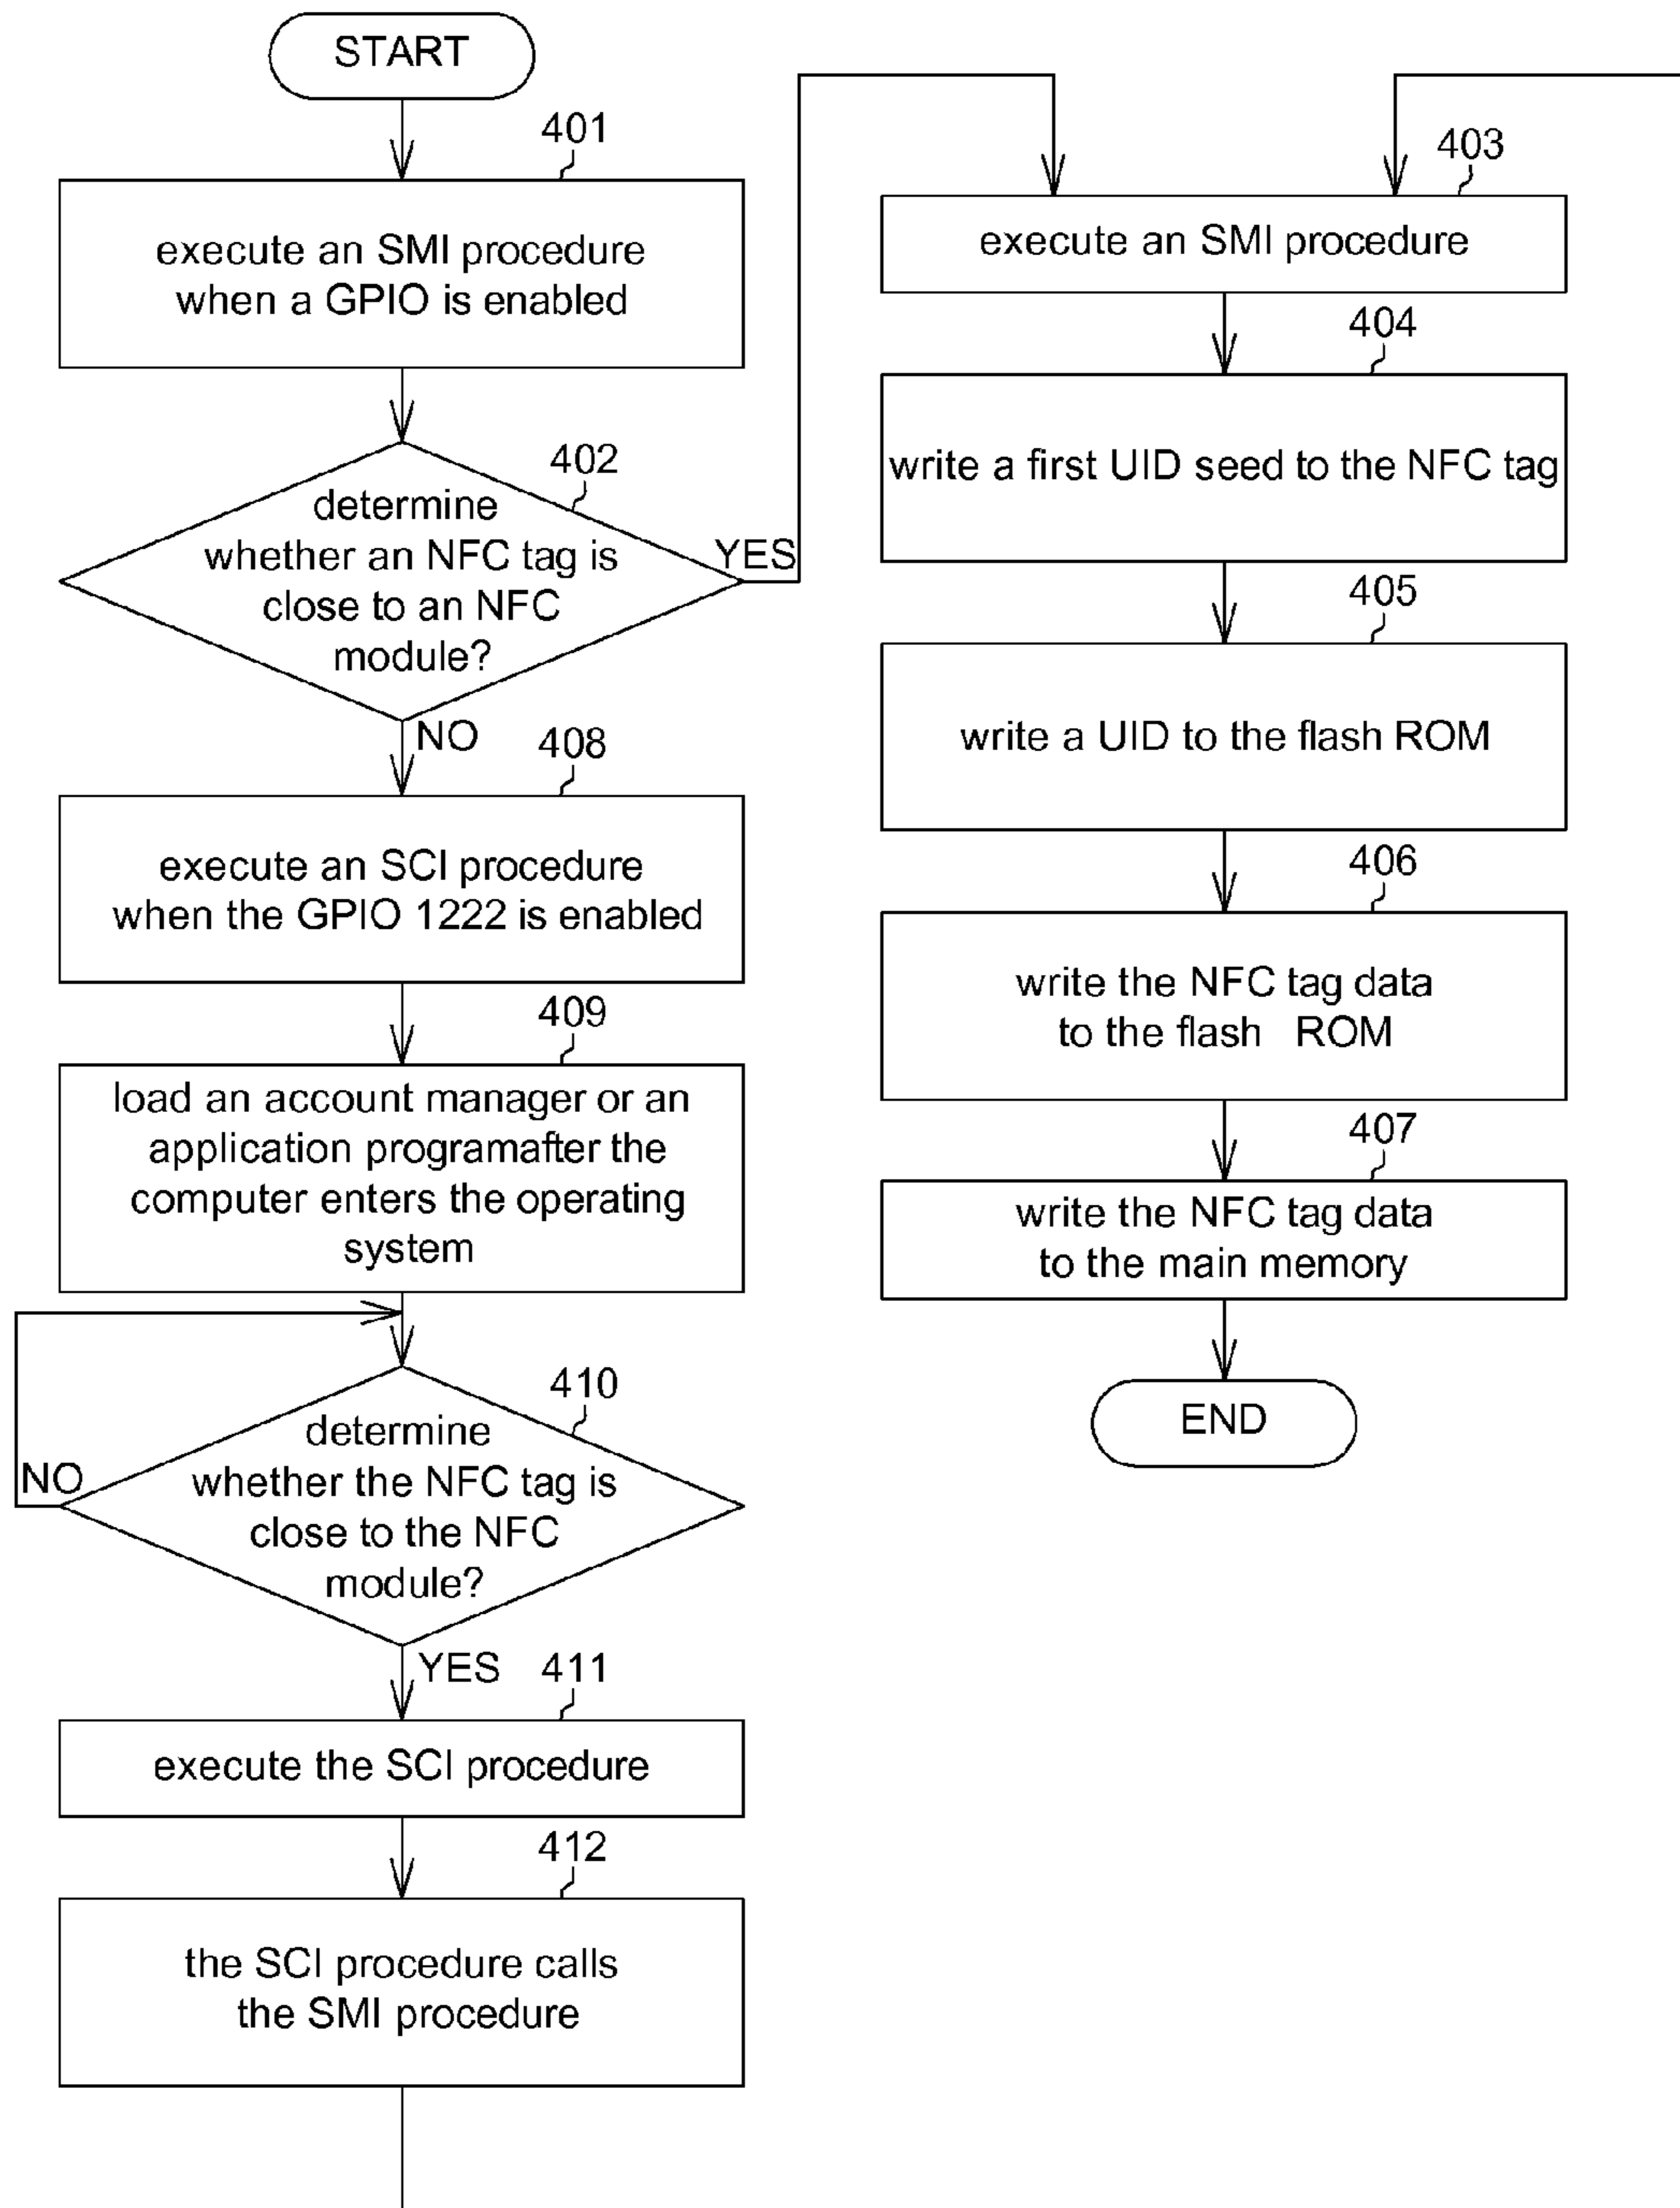 START
401
execute an SMI procedure
when a GPIO is enabled
402
determine
whether an NFC tag is
close to an NFC
module?
YES
NO
408
execute an SCI procedure
when the GPIO 1222 is enabled
409
load an account manager or an
application programafter the
computer enters the operating
system
410
determine
whether the NFC tag is
close to the NFC
module?
NO
YES
411
execute the SCI procedure
412
the SCI procedure calls
the SMI procedure
403
execute an SMI procedure
404
write a first UID seed to the NFC tag
405
write a UID to the flash ROM
406
write the NFC tag data
to the flash ROM
407
write the NFC tag data
to the main memory
END